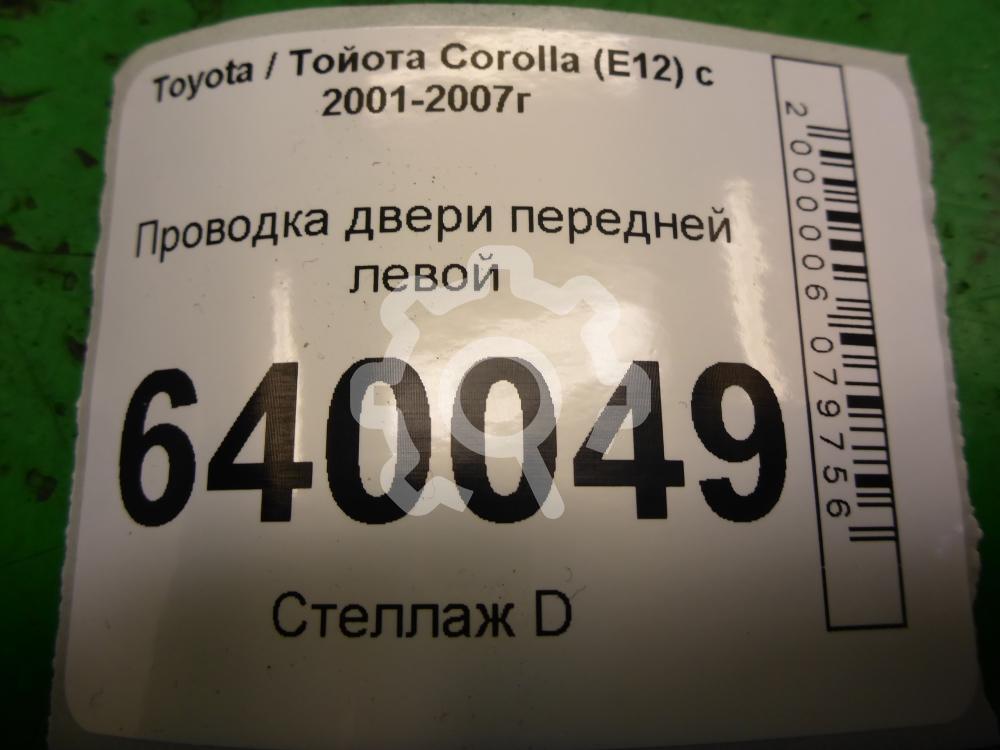 Toyota / Тойота Corolla (E12) с
2001-2007г
Проводка двери передней
левой
640049
Стеллаж D
2000006079756